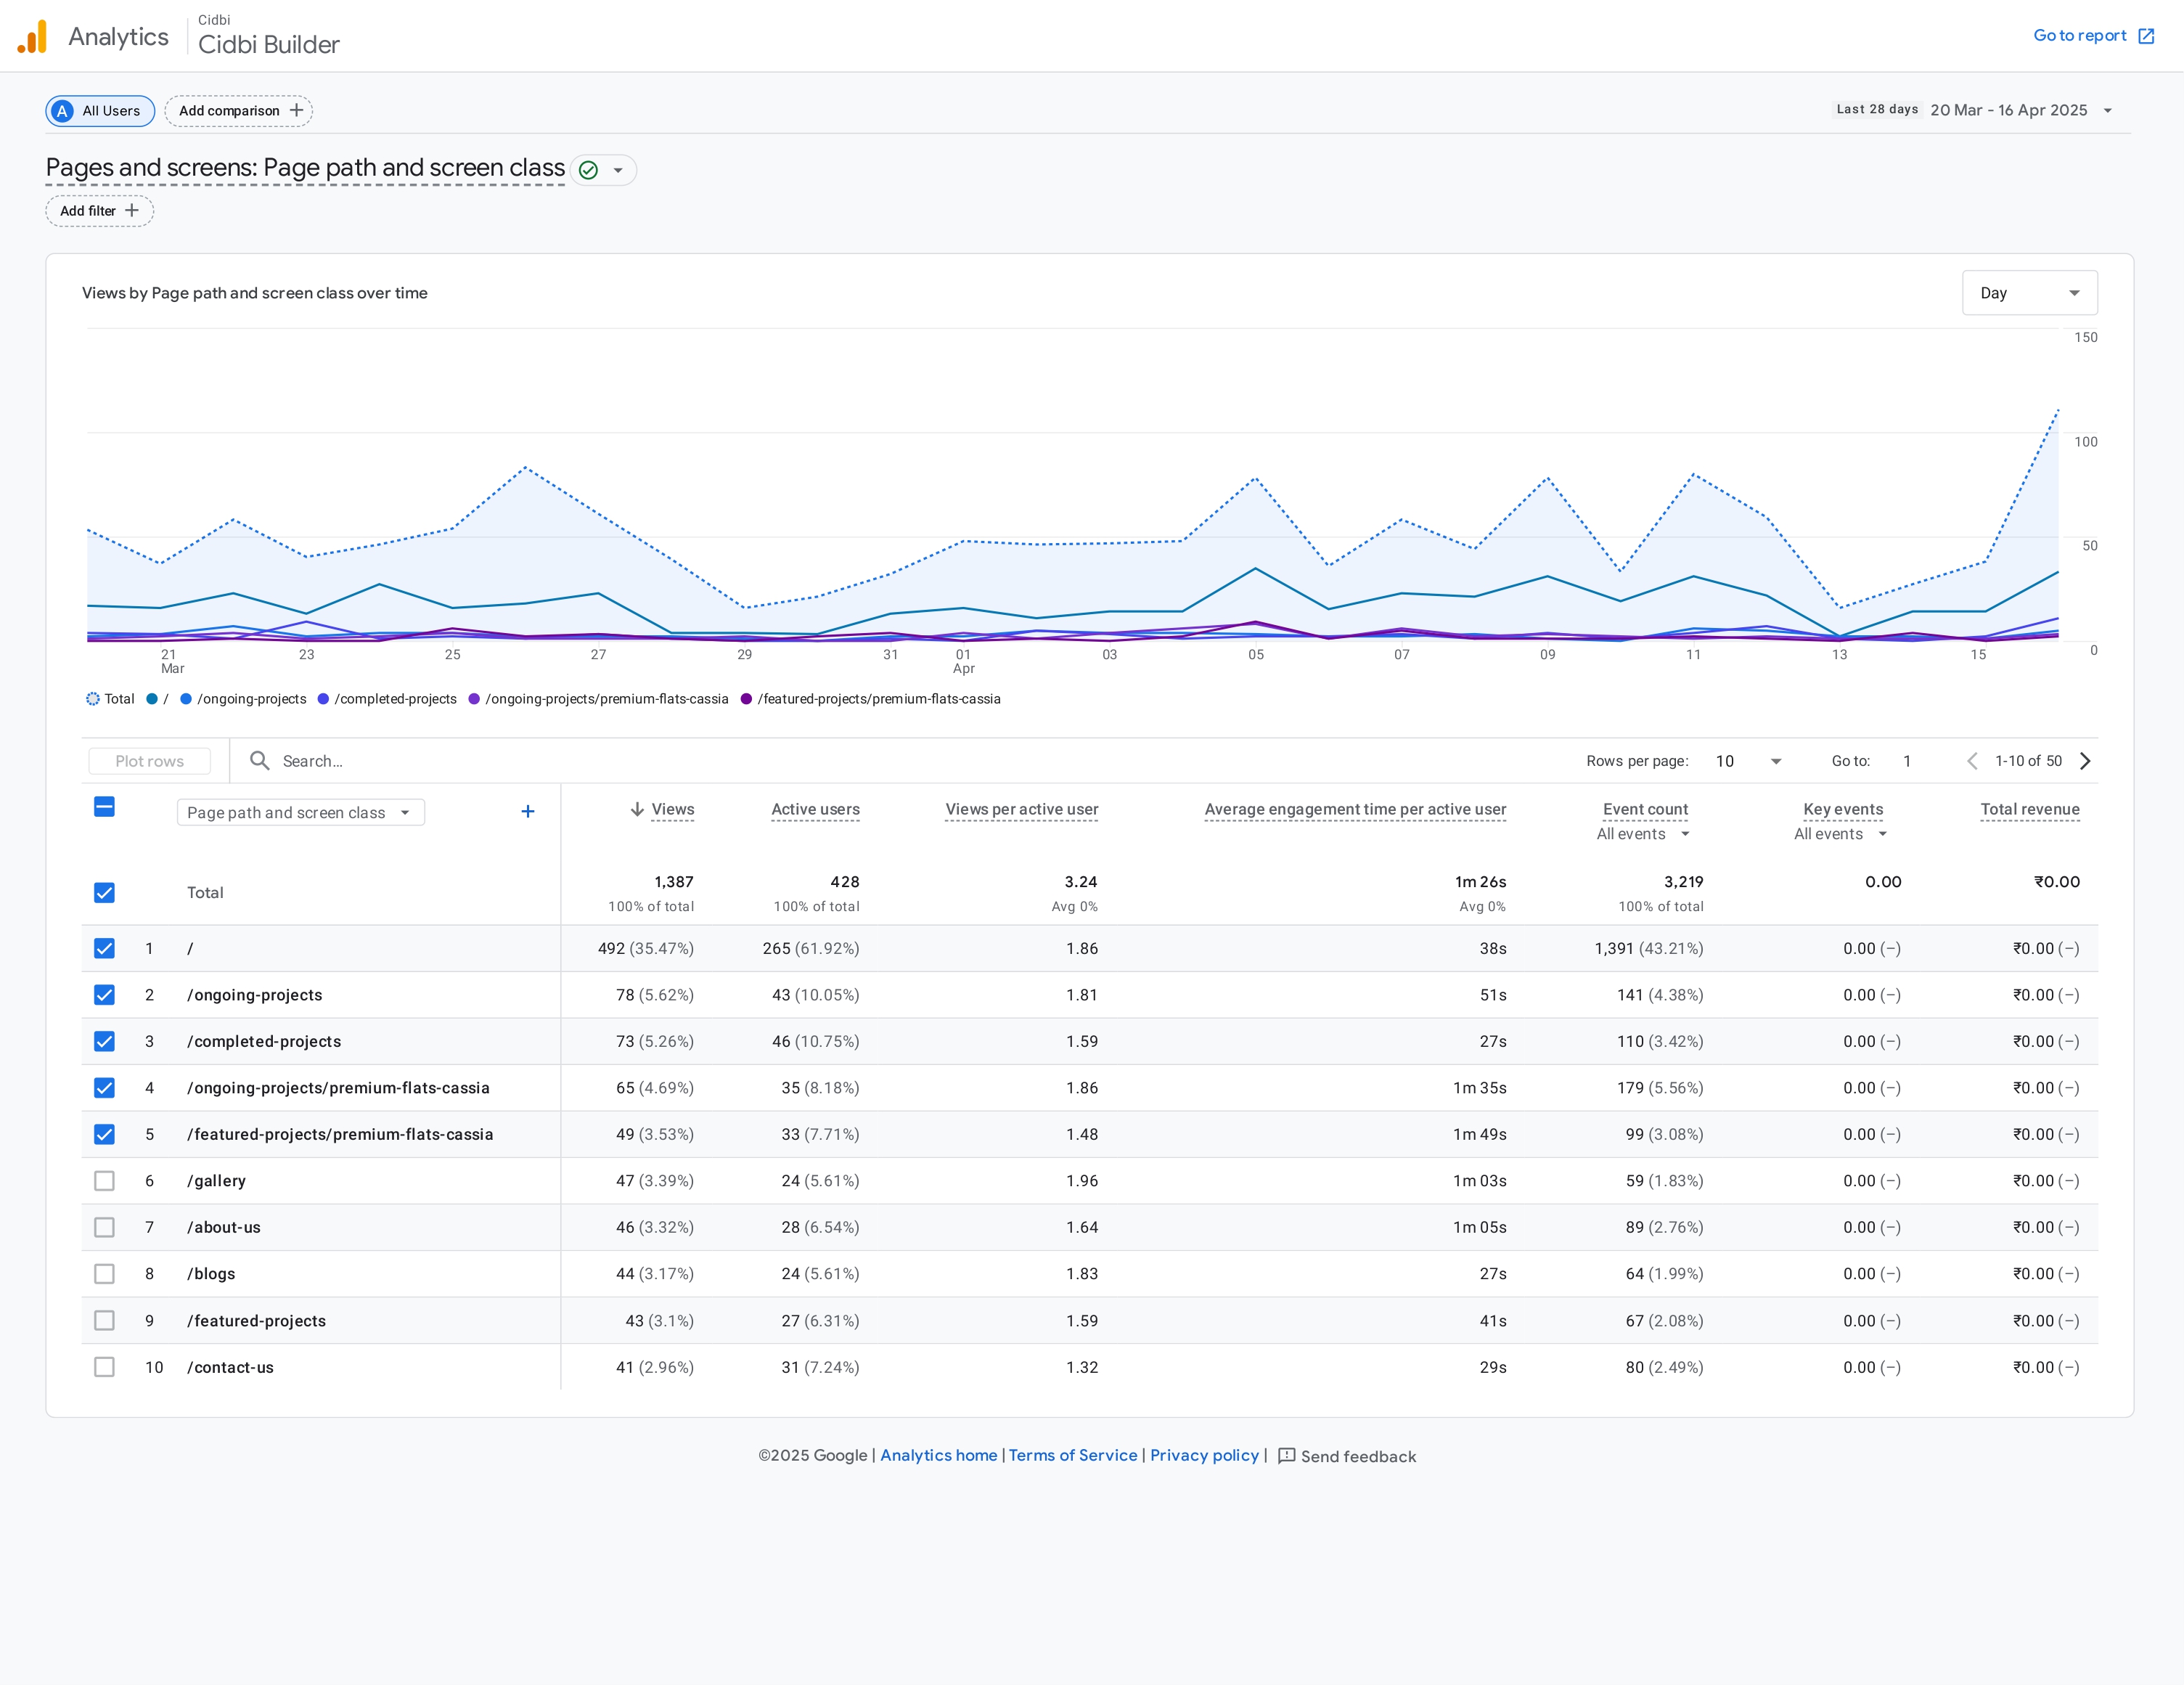 Analytics
Cidbi
Cidbi Builder
Go to report
A All Users
Add comparison
Last 28 days 20 Mar - 16 Apr 2025
Pages and screens: Page path and screen class
Add filter
Views by Page path and screen class over time
Day
150
100
50
0
21 23 25 27 29 31 01 03 05 07 09 11 13 15
Mar Apr
Total / /ongoing-projects /completed-projects /ongoing-projects/premium-flats-cassia /featured-projects/premium-flats-cassia
Plot rows Search... Rows per page: 10 Go to: 1 1-10 of 50
Page path and screen class Views Active users Views per active user Average engagement time per active user Event count Key events Total revenue
All events All events
Total 1,387 428 3.24 1m 26s 3,219 0.00 ₹0.00
100% of total 100% of total Avg 0% Avg 0% 100% of total
1 / 492 (35.47%) 265 (61.92%) 1.86 38s 1,391 (43.21%) 0.00 (–) ₹0.00 (–)
2 /ongoing-projects 78 (5.62%) 43 (10.05%) 1.81 51s 141 (4.38%) 0.00 (–) ₹0.00 (–)
3 /completed-projects 73 (5.26%) 46 (10.75%) 1.59 27s 110 (3.42%) 0.00 (–) ₹0.00 (–)
4 /ongoing-projects/premium-flats-cassia 65 (4.69%) 35 (8.18%) 1.86 1m 35s 179 (5.56%) 0.00 (–) ₹0.00 (–)
5 /featured-projects/premium-flats-cassia 49 (3.53%) 33 (7.71%) 1.48 1m 49s 99 (3.08%) 0.00 (–) ₹0.00 (–)
6 /gallery 47 (3.39%) 24 (5.61%) 1.96 1m 03s 59 (1.83%) 0.00 (–) ₹0.00 (–)
7 /about-us 46 (3.32%) 28 (6.54%) 1.64 1m 05s 89 (2.76%) 0.00 (–) ₹0.00 (–)
8 /blogs 44 (3.17%) 24 (5.61%) 1.83 27s 64 (1.99%) 0.00 (–) ₹0.00 (–)
9 /featured-projects 43 (3.1%) 27 (6.31%) 1.59 41s 67 (2.08%) 0.00 (–) ₹0.00 (–)
10 /contact-us 41 (2.96%) 31 (7.24%) 1.32 29s 80 (2.49%) 0.00 (–) ₹0.00 (–)
©2025 Google | Analytics home | Terms of Service | Privacy policy | Send feedback